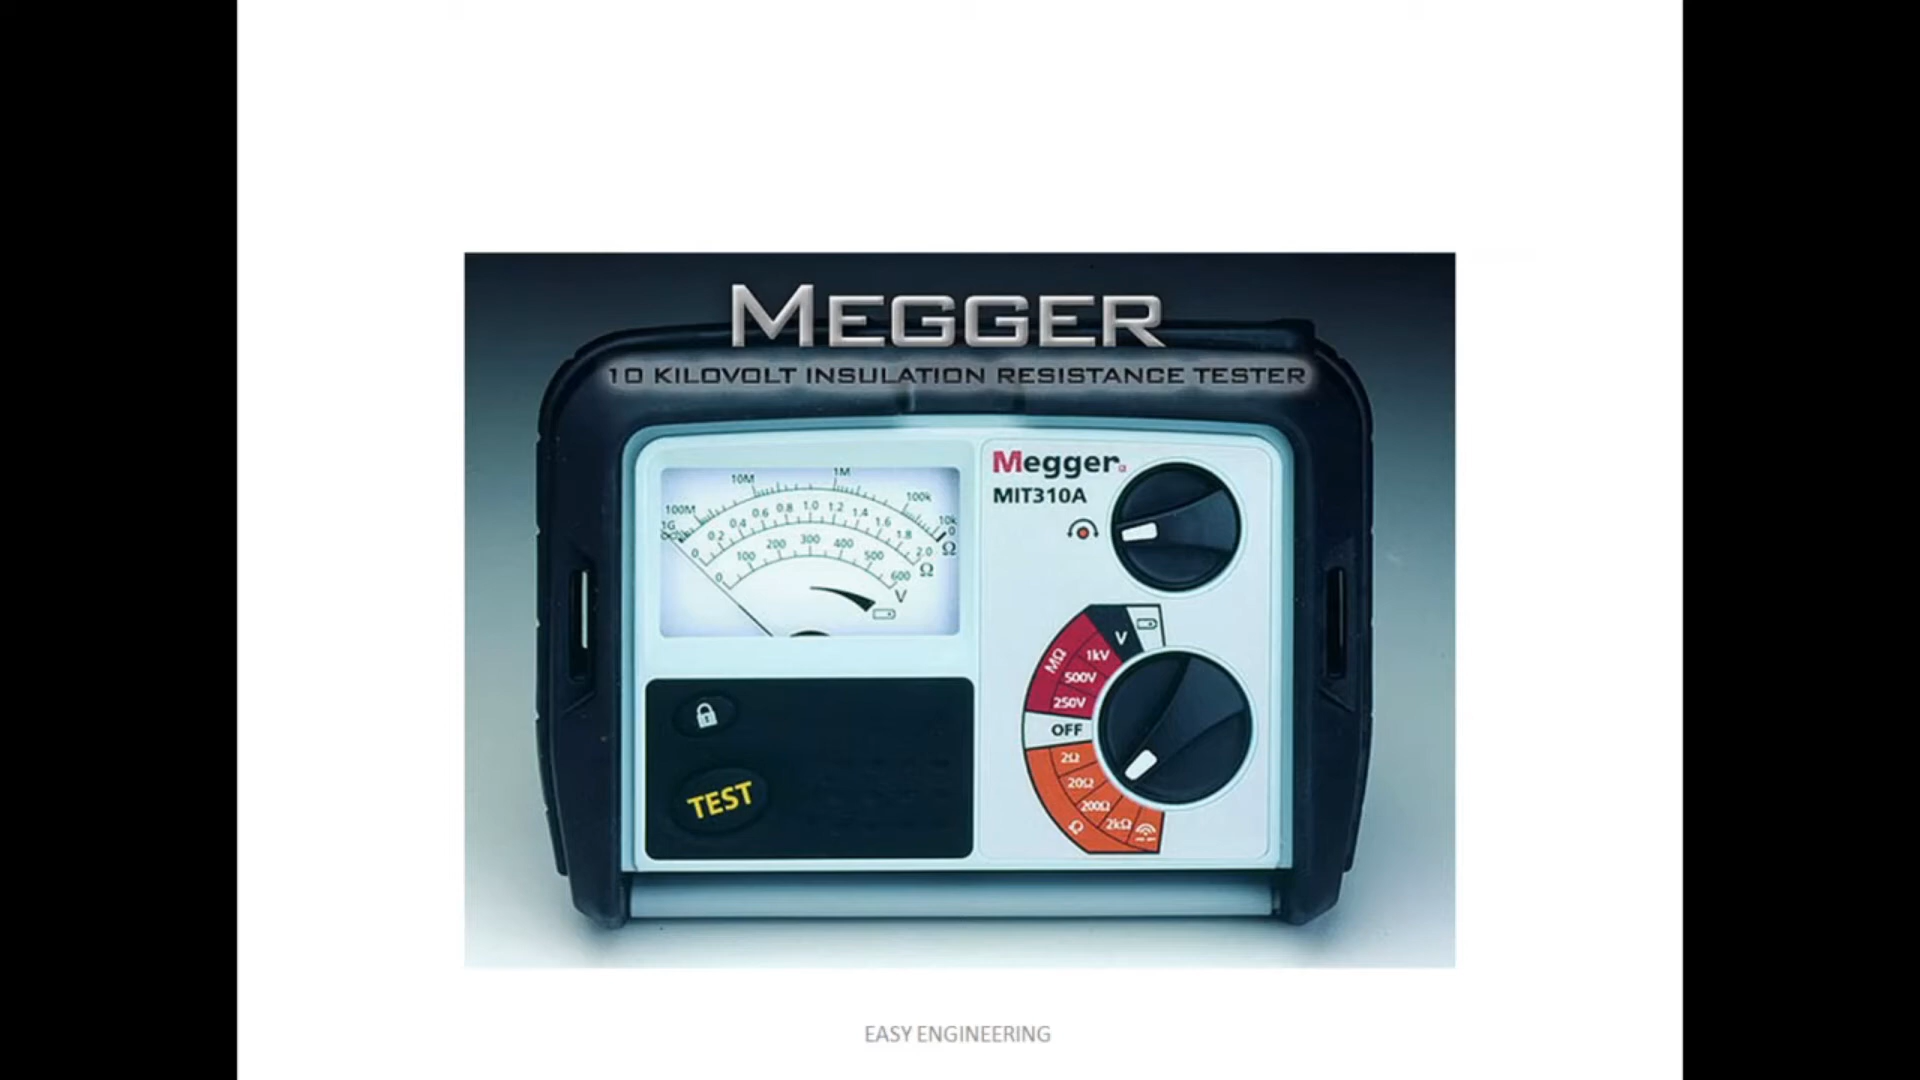 MEGGER
10 KILOVOLT INSULATION RESISTANCE TESTER
Megger
MIT310A
1G
100M
10M
1M
100k
10k
0
Ω
0
0.2
0.4
0.6
0.8
1.0
1.2
1.4
1.6
1.8
2.0
Ω
0
100
200
300
400
500
600
V
V
MΩ
1kV
500V
250V
OFF
2Ω
20Ω
200Ω
2kΩ
Ω
TEST
EASY ENGINEERING